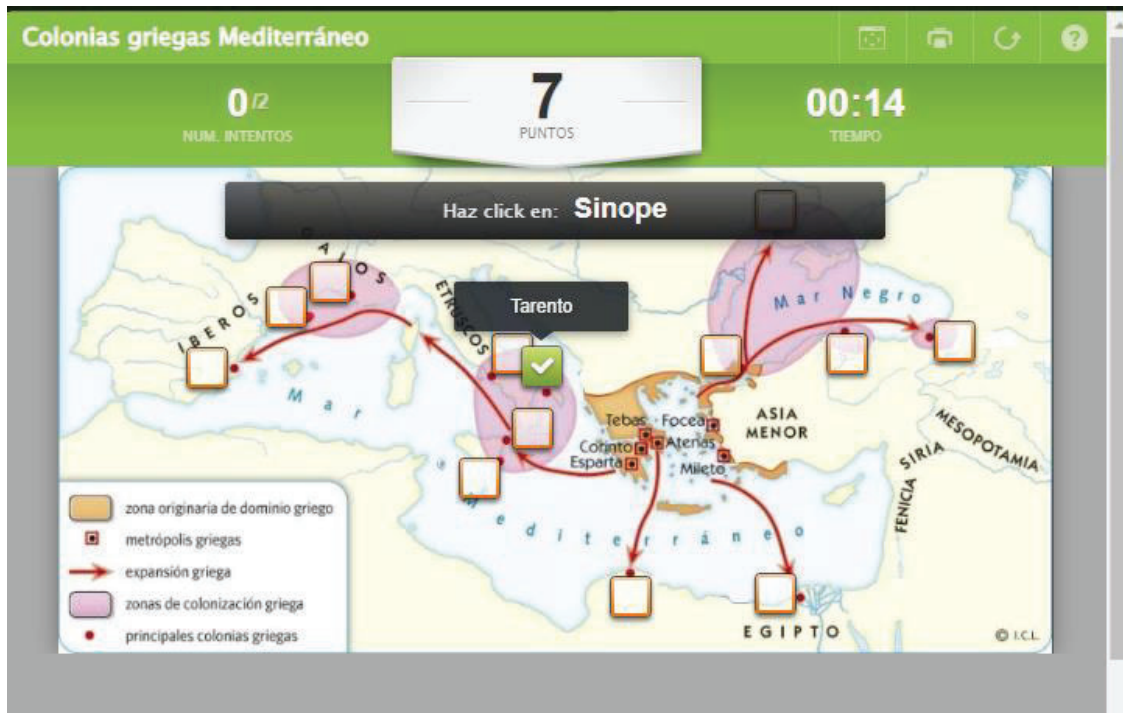 Colonias griegas Mediterráneo
0/2
NUM. INTENTOS
7
PUNTOS
00:14
TIEMPO
Haz click en: Sinope
GALOS
IBEROS
ETRUSCOS
Tarento
Mar Negro
Mar
Mediterráneo
Tebas
Focea
Corinto
Atenas
Esparta
Mileto
ASIA
MENOR
MESOPOTAMIA
SIRIA
FENICIA
EGIPTO
zona originaria de dominio griego
metrópolis griegas
expansión griega
zonas de colonización griega
principales colonias griegas
© I.C.L.